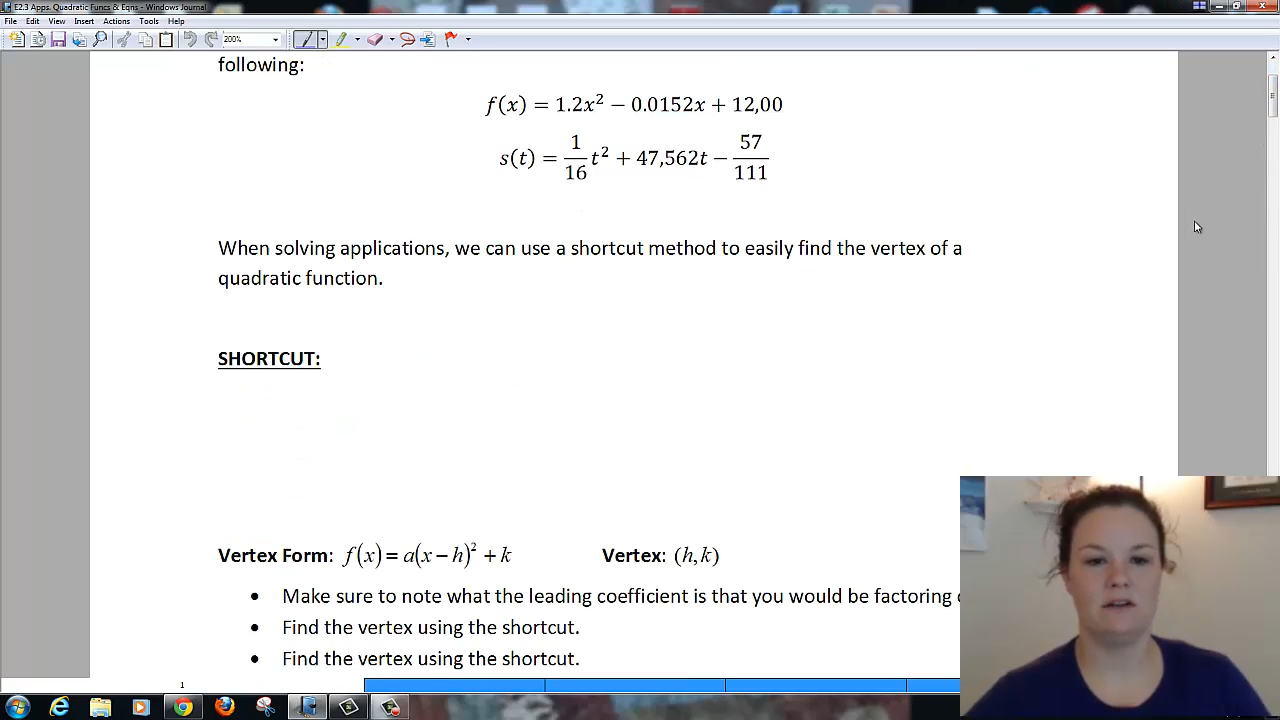 E2.3 Apps. Quadratic Funcs & Eqns - Windows Journal
File Edit View Insert Actions Tools Help
200%
following:
f(x) = 1.2x² − 0.0152x + 12,00
s(t) = 1/16 t² + 47,562t − 57/111
When solving applications, we can use a shortcut method to easily find the vertex of a
quadratic function.
SHORTCUT:
Vertex Form: f(x) = a(x − h)² + k Vertex: (h, k)
• Make sure to note what the leading coefficient is that you would be factoring
• Find the vertex using the shortcut.
• Find the vertex using the shortcut.
1